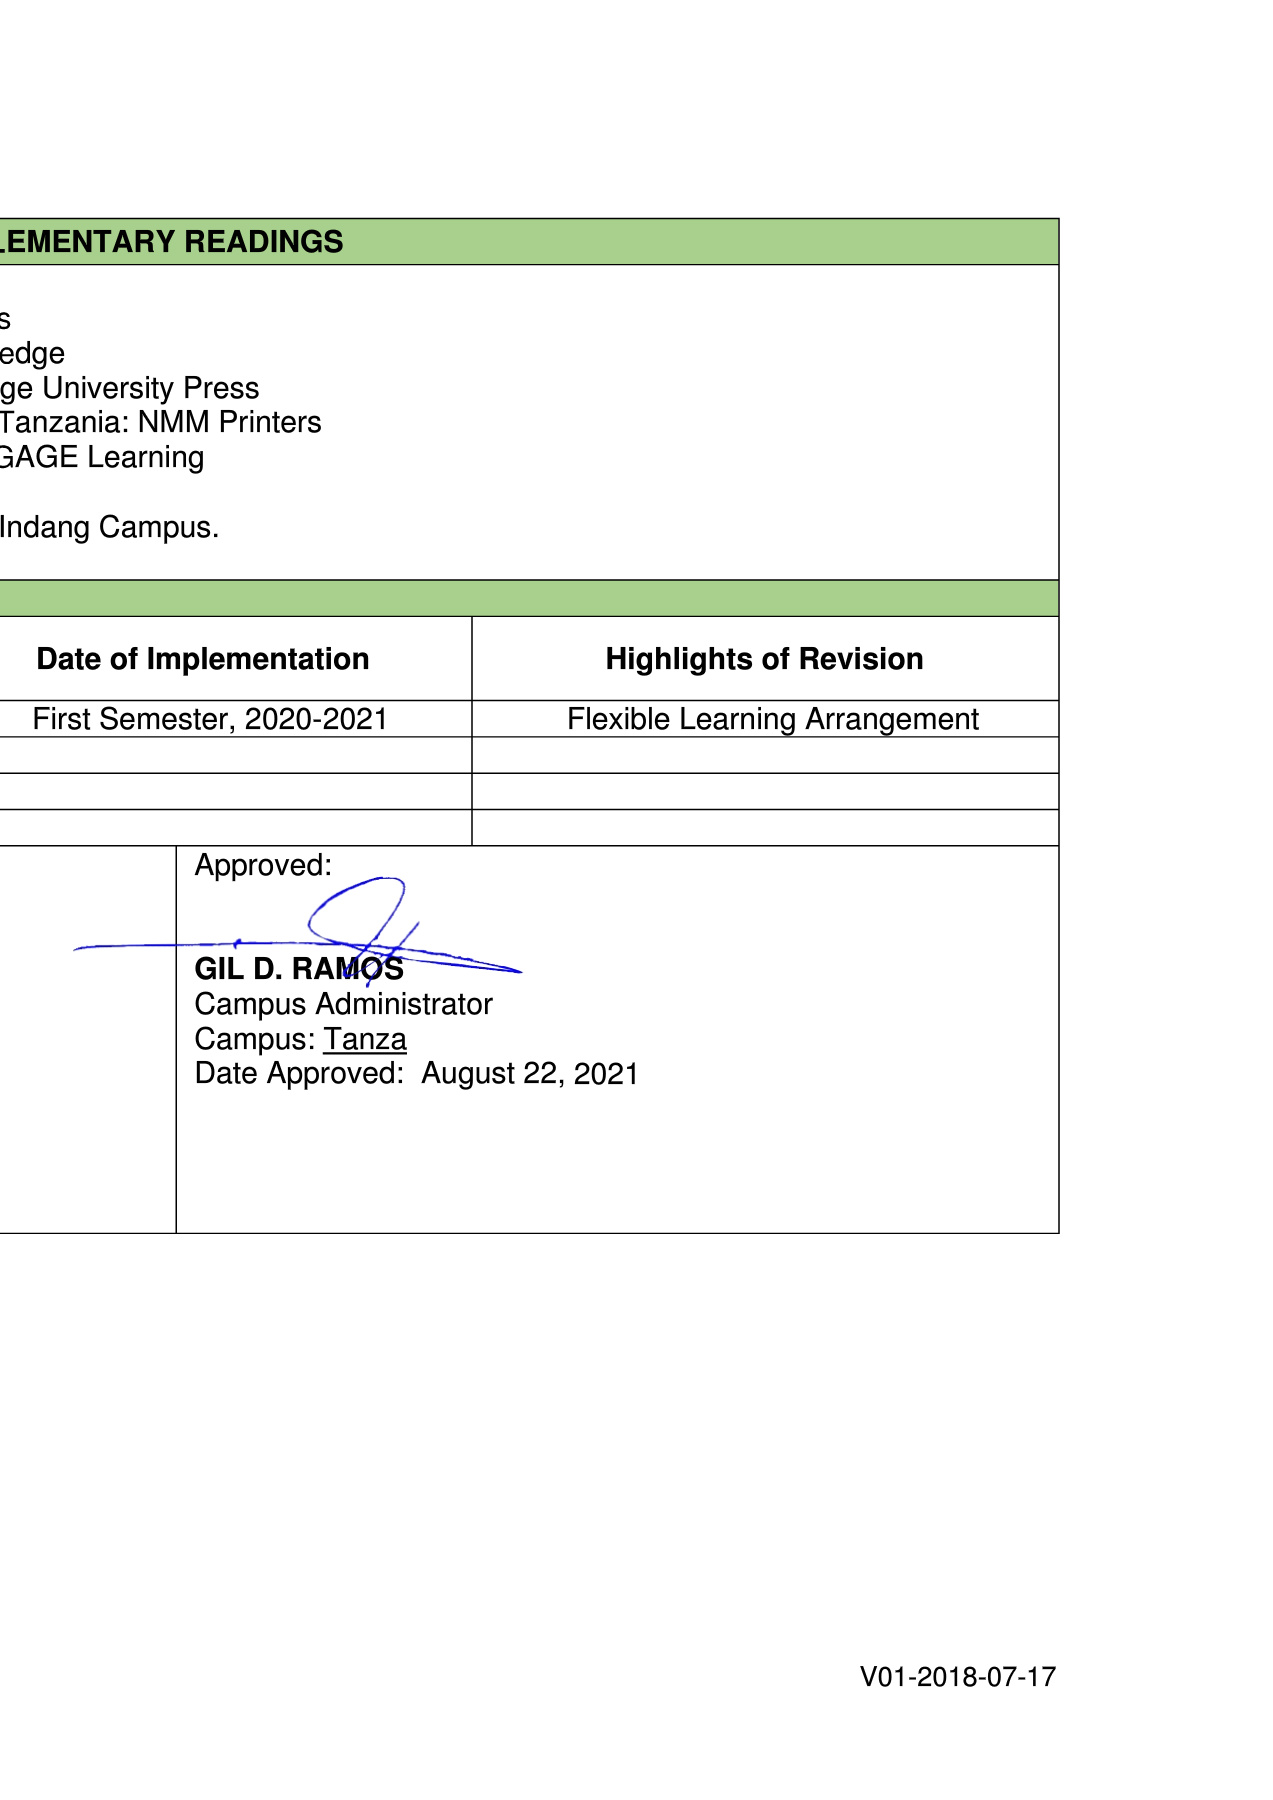 LEMENTARY READINGS
s
edge
ge University Press
Tanzania: NMM Printers
GAGE Learning
Indang Campus.
Date of Implementation
Highlights of Revision
First Semester, 2020-2021
Flexible Learning Arrangement
Approved:
GIL D. RAMOS
Campus Administrator
Campus: Tanza
Date Approved: August 22, 2021
V01-2018-07-17